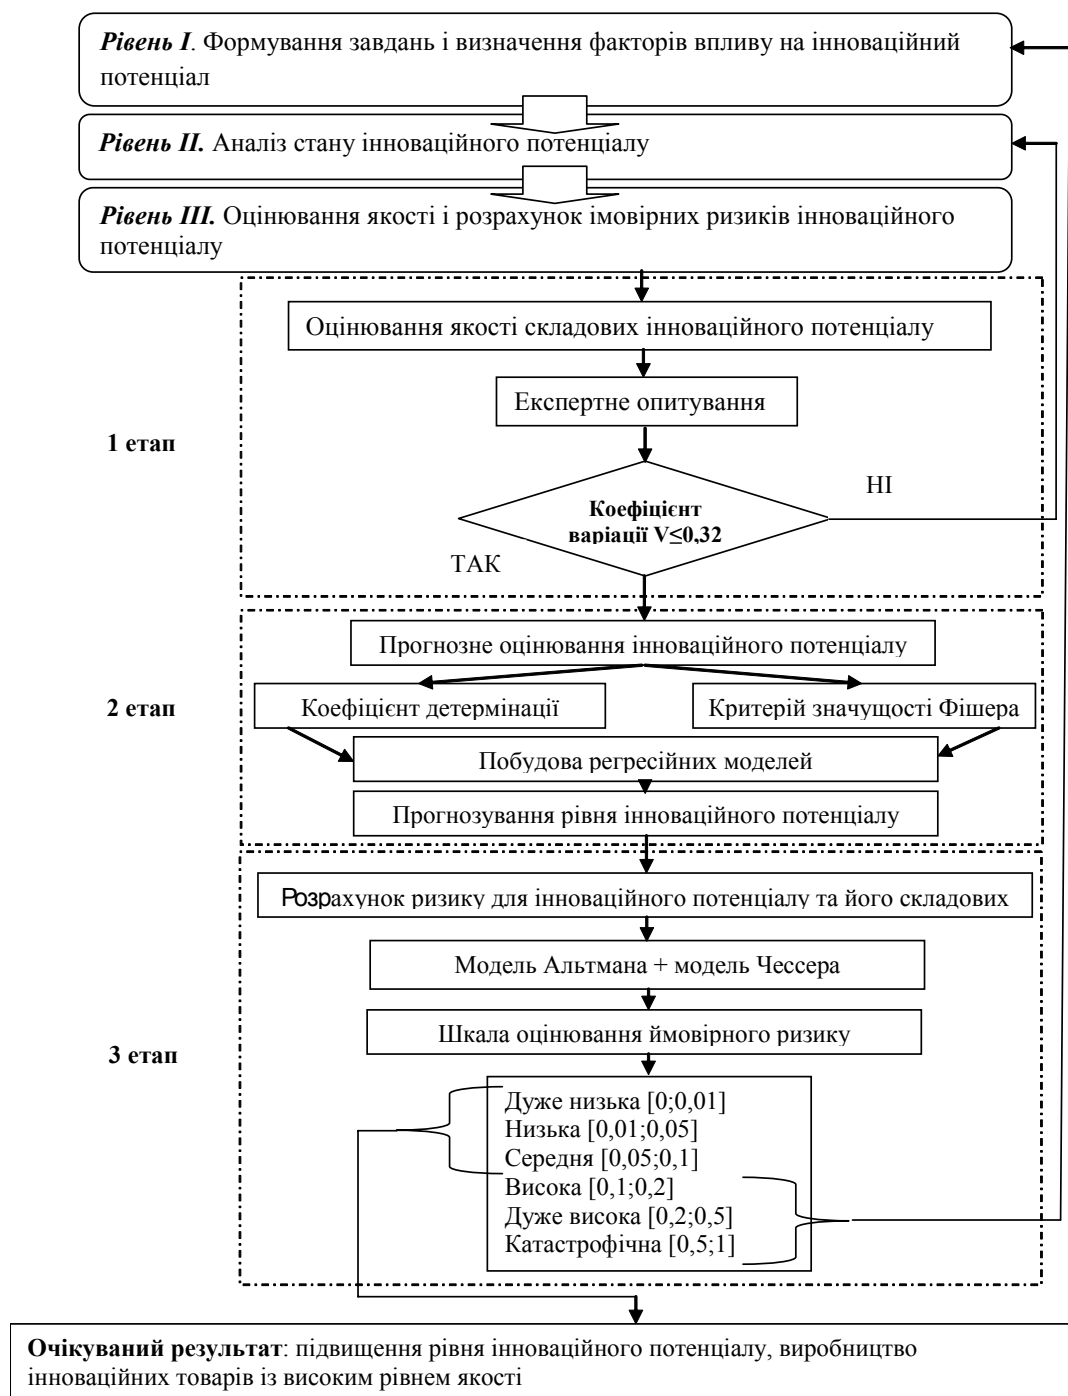 Рівень І. Формування завдань і визначення факторів впливу на інноваційний
потенціал
Рівень ІІ. Аналіз стану інноваційного потенціалу
Рівень ІІІ. Оцінювання якості і розрахунок імовірних ризиків інноваційного
потенціалу
Оцінювання якості складових інноваційного потенціалу
Експертне опитування
1 етап
НІ
Коефіцієнт
варіації V≤0,32
ТАК
Прогнозне оцінювання інноваційного потенціалу
2 етап
Коефіцієнт детермінації
Критерій значущості Фішера
Побудова регресійних моделей
Прогнозування рівня інноваційного потенціалу
Розрахунок ризику для інноваційного потенціалу та його складових
Модель Альтмана + модель Чессера
Шкала оцінювання ймовірного ризику
3 етап
Дуже низька [0;0,01]
Низька [0,01;0,05]
Середня [0,05;0,1]
Висока [0,1;0,2]
Дуже висока [0,2;0,5]
Катастрофічна [0,5;1]
Очікуваний результат: підвищення рівня інноваційного потенціалу, виробництво
інноваційних товарів із високим рівнем якості